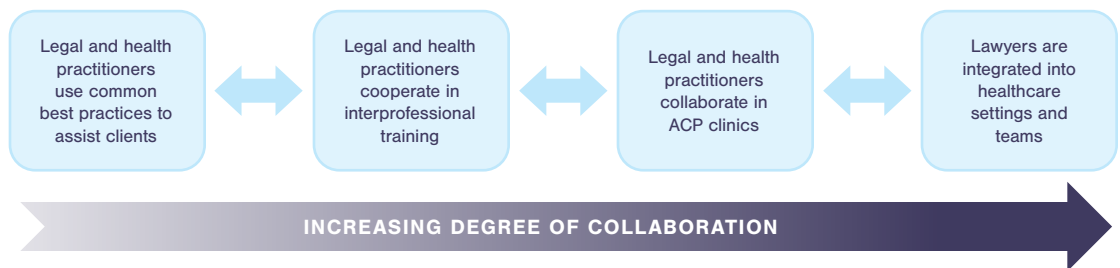 Legal and health
practitioners
use common
best practices to
assist clients
Legal and health
practitioners
cooperate in
interprofessional
training
Legal and health
practitioners
collaborate in
ACP clinics
Lawyers are
integrated into
healthcare
settings and
teams
INCREASING DEGREE OF COLLABORATION